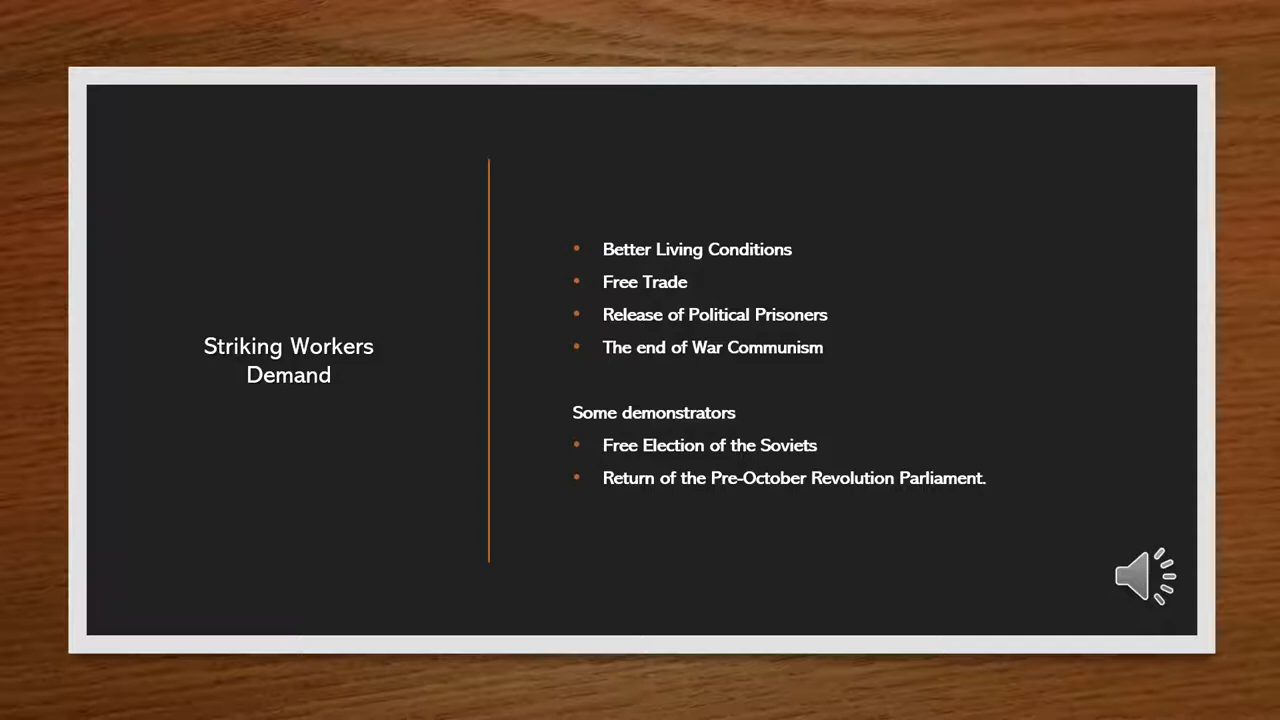 Striking Workers
Demand
• Better Living Conditions
• Free Trade
• Release of Political Prisoners
• The end of War Communism
Some demonstrators
• Free Election of the Soviets
• Return of the Pre-October Revolution Parliament.